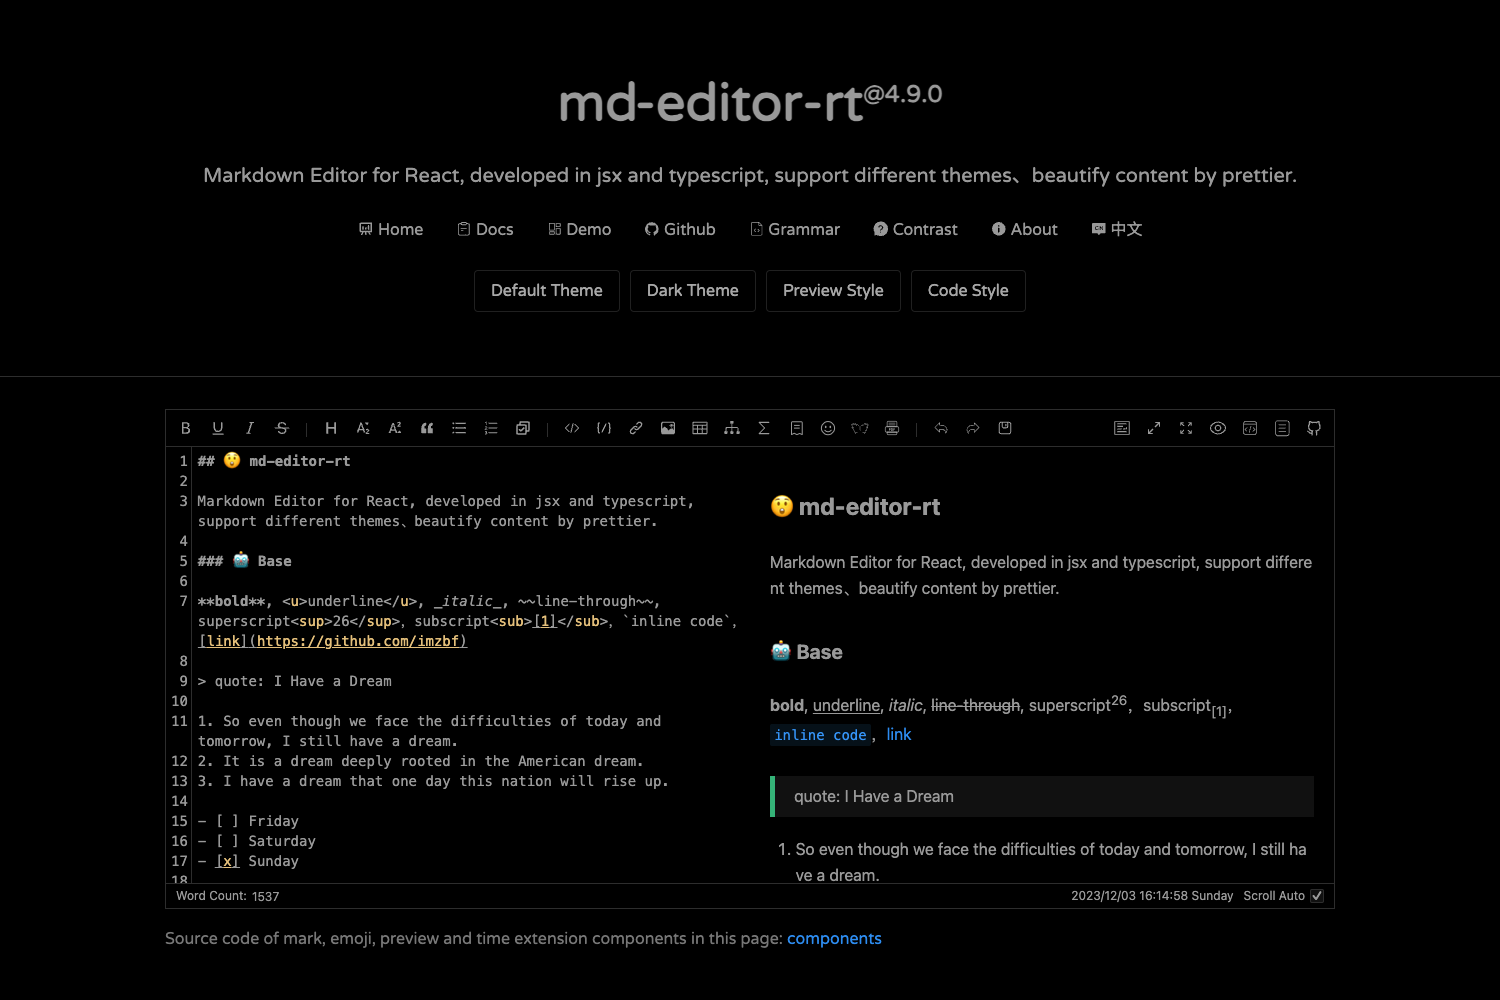 md-editor-rt@4.9.0
Markdown Editor for React, developed in jsx and typescript, support different themes、beautify content by prettier.
Home Docs Demo Github Grammar Contrast About 中文
Default Theme Dark Theme Preview Style Code Style
1 ## 😲 md-editor-rt
2
3 Markdown Editor for React, developed in jsx and typescript,
support different themes、beautify content by prettier.
4
5 ### 🤖 Base
6
7 **bold**, <u>underline</u>, _italic_, ~~line-through~~,
superscript<sup>26</sup>, subscript<sub>[1]</sub>, `inline code`,
[link](https://github.com/imzbf)
8
9 > quote: I Have a Dream
10
11 1. So even though we face the difficulties of today and
tomorrow, I still have a dream.
12 2. It is a dream deeply rooted in the American dream.
13 3. I have a dream that one day this nation will rise up.
14
15 - [ ] Friday
16 - [ ] Saturday
17 - [x] Sunday
18
😲 md-editor-rt
Markdown Editor for React, developed in jsx and typescript, support differe
nt themes、beautify content by prettier.
🤖 Base
bold, underline, italic, line-through, superscript26，subscript[1]，
inline code，link
quote: I Have a Dream
1. So even though we face the difficulties of today and tomorrow, I still ha
ve a dream.
Word Count: 1537
2023/12/03 16:14:58 Sunday Scroll Auto
Source code of mark, emoji, preview and time extension components in this page: components